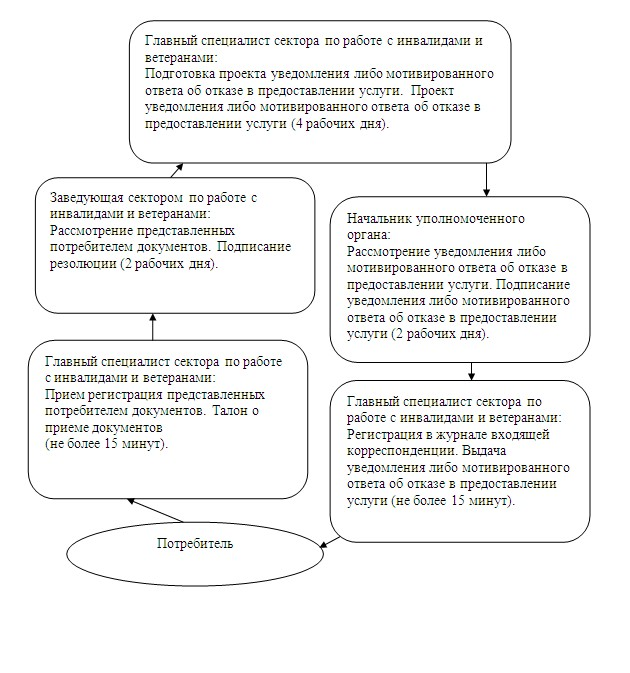 Главный специалист сектора по работе с инвалидами и
ветеранами:
Подготовка проекта уведомления либо мотивированного
ответа об отказе в предоставлении услуги. Проект
уведомления либо мотивированного ответа об отказе в
предоставлении услуги (4 рабочих дня).
Заведующая сектором по работе с
инвалидами и ветеранами:
Рассмотрение представленных
потребителем документов. Подписание
резолюции (2 рабочих дня).
Начальник уполномоченного
органа:
Рассмотрение уведомления либо
мотивированного ответа об отказе в
предоставлении услуги. Подписание
уведомления либо мотивированного
ответа об отказе в предоставлении
услуги (2 рабочих дня).
Главный специалист сектора по работе
с инвалидами и ветеранами:
Прием регистрация представленных
потребителем документов. Талон о
приеме документов
(не более 15 минут).
Главный специалист сектора по
работе с инвалидами и ветеранами:
Регистрация в журнале входящей
корреспонденции. Выдача
уведомления либо мотивированного
ответа об отказе в предоставлении
услуги (не более 15 минут).
Потребитель